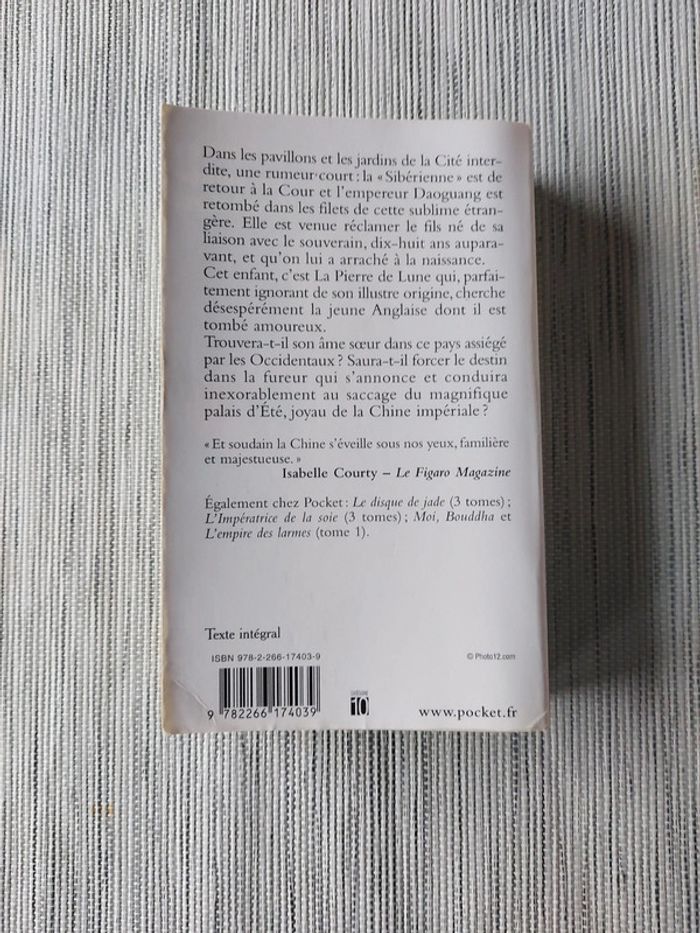 Dans les pavillons et les jardins de la Cité inter-
dite, une rumeur court : la « Sibérienne » est de
retour à la Cour et l'empereur Daoguang est
retombé dans les filets de cette sublime étran-
gère. Elle est venue réclamer le fils né de sa
liaison avec le souverain, dix-huit ans aupara-
vant, et qu'on lui a arraché à la naissance.
Cet enfant, c'est La Pierre de Lune qui, parfai-
tement ignorant de son illustre origine, cherche
désespérément la jeune Anglaise dont il est
tombé amoureux.
Trouvera-t-il son âme sœur dans ce pays assiégé
par les Occidentaux ? Saura-t-il forcer le destin
dans la fureur qui s'annonce et conduira
inexorablement au saccage du magnifique
palais d'Été, joyau de la Chine impériale ?
« Et soudain la Chine s'éveille sous nos yeux, familière
et majestueuse. »
Isabelle Courty – Le Figaro Magazine
Également chez Pocket : Le disque de jade (3 tomes) ;
L'Impératrice de la soie (3 tomes) ; Moi, Bouddha et
L'empire des larmes (tome 1).
Texte intégral
ISBN 978-2-266-17403-9
© Photo12.com
9 782266 174039
10
www.pocket.fr